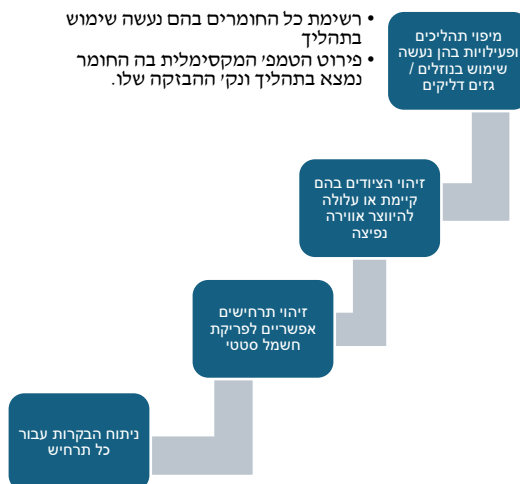 מיפוי תהליכים
ופעילויות בהן נעשה
שימוש בנוזלים /
גזים דליקים
• רשימת כל החומרים בהם נעשה שימוש
בתהליך
• פירוט הטמפ' המקסימלית בה החומר
נמצא בתהליך ונק' ההבזקה שלו.
זיהוי הציודים בהם
קיימת או עלולה
להיווצר אווירה
נפיצה
זיהוי תרחישים
אפשריים לפריקת
חשמל סטטי
ניתוח הבקרות עבור
כל תרחיש